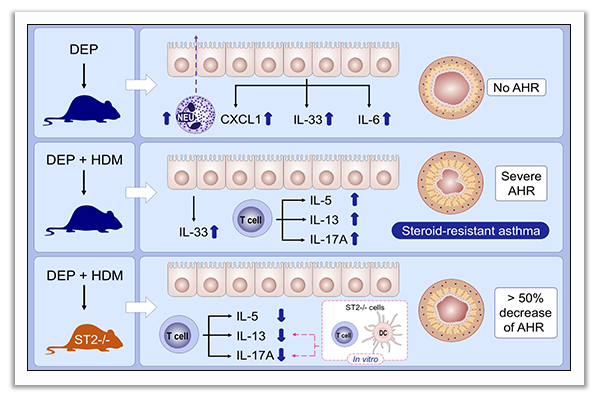 DEP
NEU
CXCL1
IL-33
IL-6
No AHR
DEP + HDM
IL-33
T cell
IL-5
IL-13
IL-17A
Severe
AHR
Steroid-resistant asthma
DEP + HDM
ST2-/-
T cell
IL-5
IL-13
IL-17A
ST2-/- cells
T cell
DC
In vitro
> 50%
decrease
of AHR